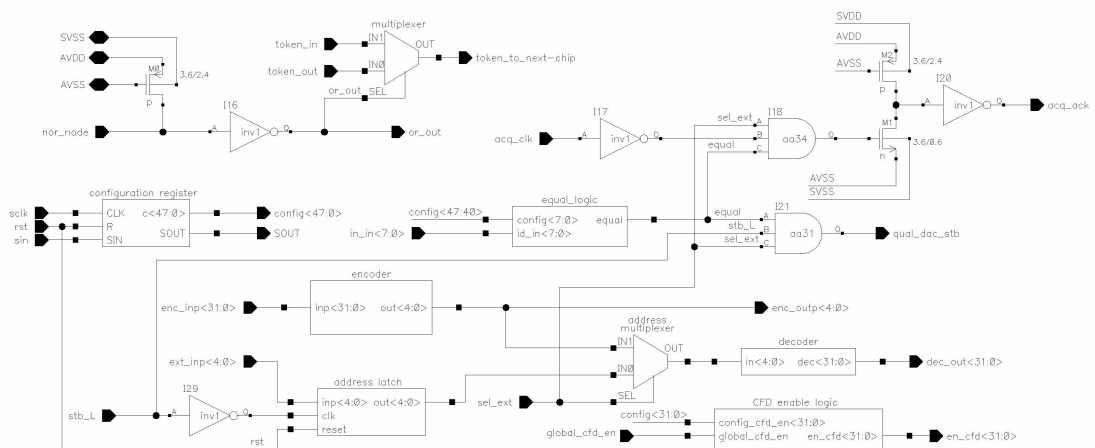 SVSS
AVDD
AVSS
M0
3.6/2.4
p
nor_node
A
I16
inv1
O
or_out
multiplexer
token_in
IN1
OUT
token_out
IN0
token_to_next-chip
or_out
SEL
SVDD
AVDD
M2
AVSS
3.6/2.4
p
I17
acq_clk
A
inv1
O
sel_ext
I18
A
B
equal
C
aa34
O
M1
n
3.6/0.6
AVSS
SVSS
I20
A
inv1
O
acq_ack
configuration register
sclk
CLK
c<47:0>
config<47:0>
rst
R
sin
SIN
SOUT
SOUT
equal_logic
config<47:40>
config<7:0>
equal
in_in<7:0>
id_in<7:0>
equal
I21
A
stb_L
B
sel_ext
C
aa31
O
qual_dac_stb
encoder
enc_inp<31:0>
inp<31:0>
out<4:0>
enc_outp<4:0>
address
multiplexer
IN1
OUT
IN0
SEL
decoder
in<4:0>
dec<31:0>
dec_out<31:0>
ext_inp<4:0>
address latch
I29
inp<4:0>
out<4:0>
stb_L
A
inv1
O
clk
reset
rst
sel_ext
CFD enable logic
config<31:0>
config_cfd_en<31:0>
global_cfd_en
global_cfd_en
en_cfd<31:0>
en_cfd<31:0>